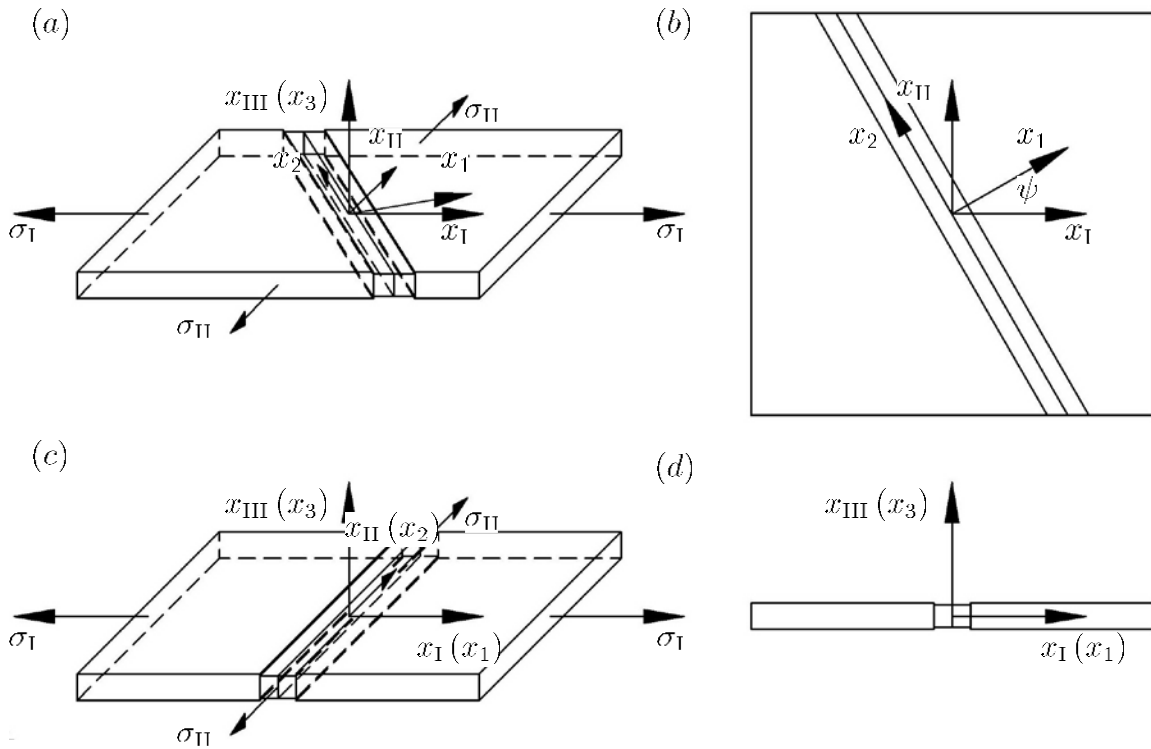 (a)
x_III (x_3)
σ_II
x_II
x_2
x_1
σ_I
x_I
σ_I
σ_II
(b)
x_II
x_2
x_1
ψ
x_I
(c)
x_III (x_3)
x_II (x_2)
σ_II
σ_I
x_I (x_1)
σ_I
σ_II
(d)
x_III (x_3)
x_I (x_1)